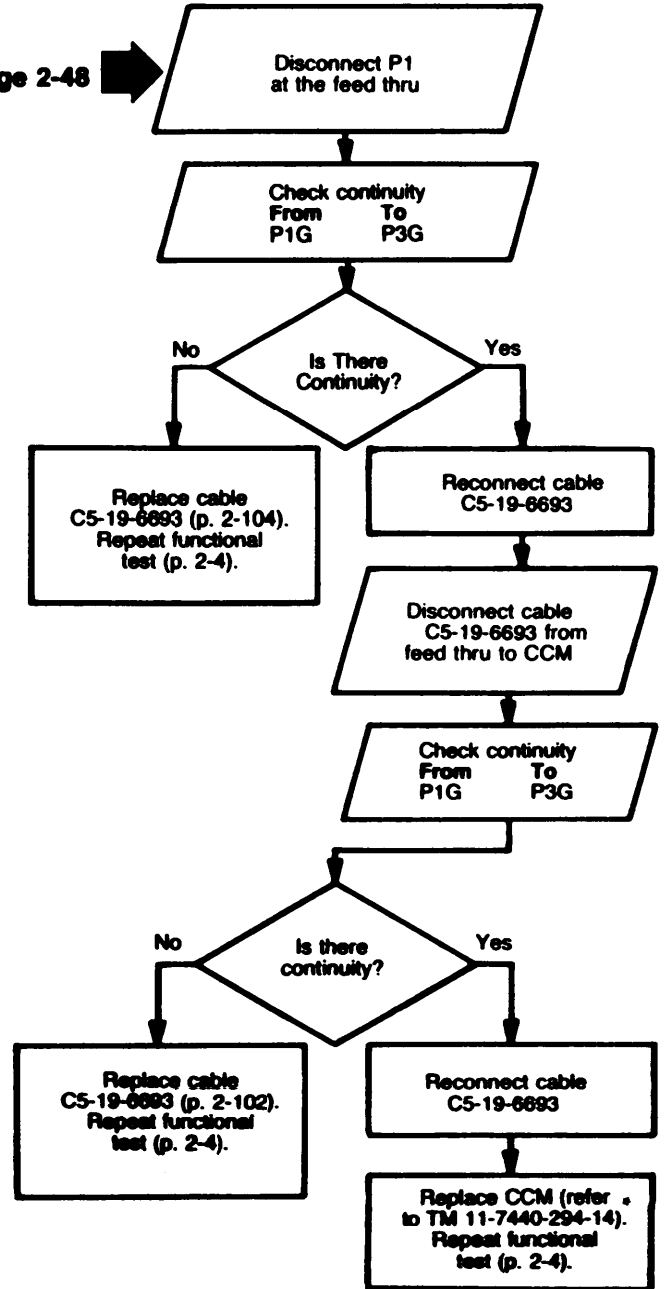 ge 2-48
Disconnect P1
at the feed thru
Check continuity
From To
P1G P3G
Is There
Continuity?
No
Yes
Replace cable
C5-19-6693 (p. 2-104).
Repeat functional
test (p. 2-4).
Reconnect cable
C5-19-6693
Disconnect cable
C5-19-6693 from
feed thru to CCM
Check continuity
From To
P1G P3G
Is there
continuity?
No
Yes
Replace cable
C5-19-6693 (p. 2-102).
Repeat functional
test (p. 2-4).
Reconnect cable
C5-19-6693
Replace CCM (refer
to TM 11-7440-294-14).
Repeat functional
test (p. 2-4).